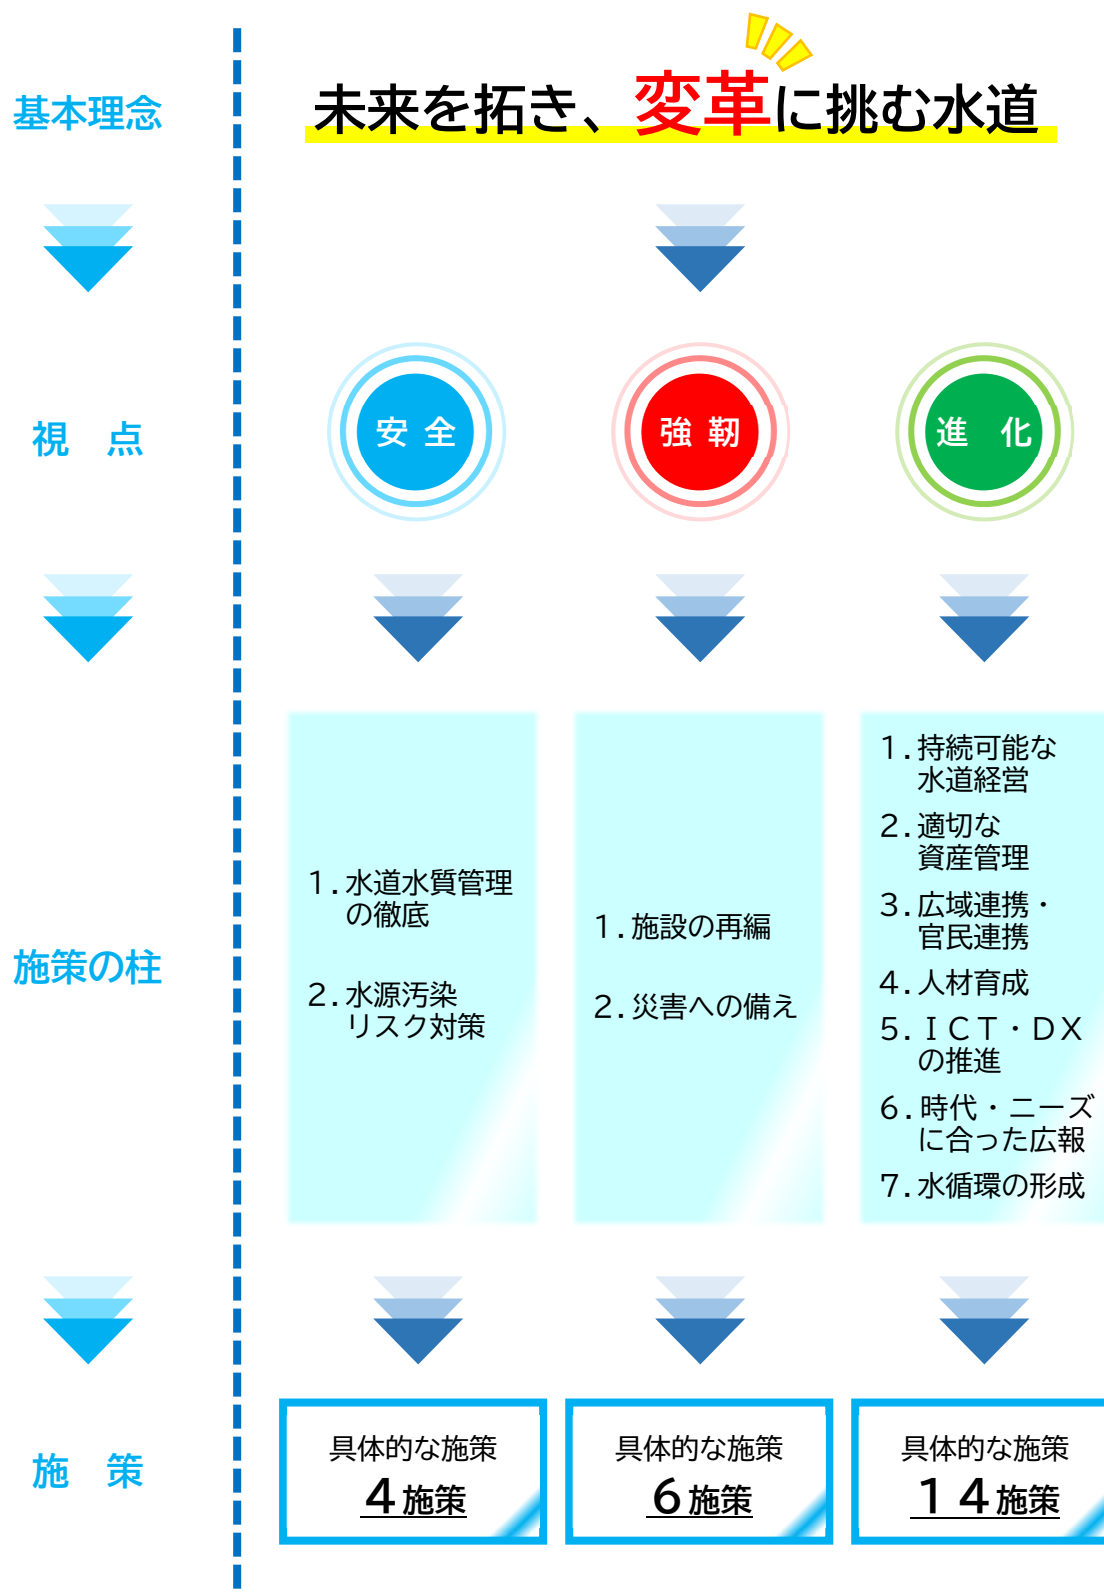 基本理念
未来を拓き、変革に挑む水道
視 点
安 全
強 靭
進 化
施策の柱
1.水道水質管理
の徹底
2.水源汚染
リスク対策
1.施設の再編
2.災害への備え
1.持続可能な
水道経営
2.適切な
資産管理
3.広域連携・
官民連携
4.人材育成
5.ＩＣＴ・ＤＸ
の推進
6.時代・ニーズ
に合った広報
7.水循環の形成
施 策
具体的な施策
4施策
具体的な施策
6施策
具体的な施策
１４施策